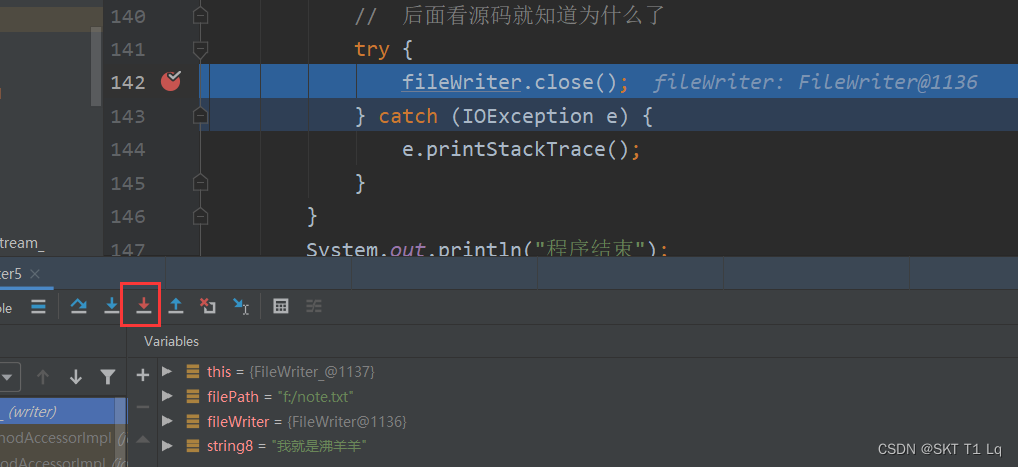 140 // 后面看源码就知道为什么了
141 try {
142 fileWriter.close(); fileWriter: FileWriter@1136
143 } catch (IOException e) {
144 e.printStackTrace();
145 }
146 }
tream_
147 System.out.println("程序结束");
ter5
le
Variables
this = {FileWriter_@1137}
filePath = "f:/note.txt"
_ (writer)
fileWriter = {FileWriter@1136}
hodAccessorImpl
string8 = "我就是沸羊羊"
hodAccessorImpl
CSDN @SKT T1 Lq